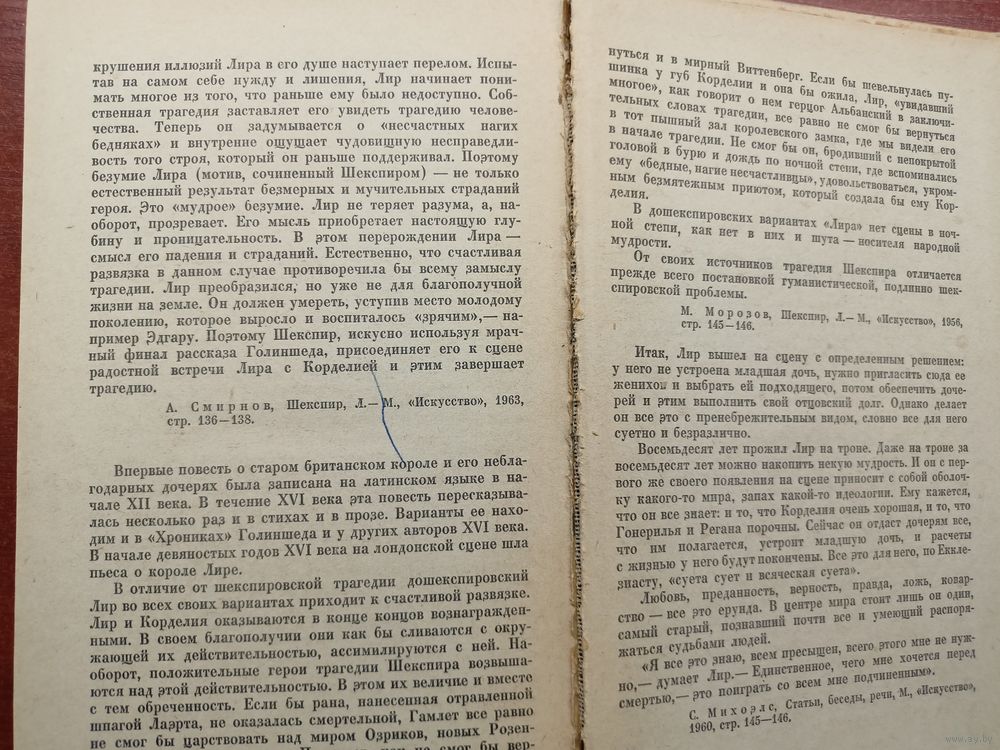 крушения иллюзий Лира в его душе наступает перелом. Испы-
тав на самом себе нужду и лишения, Лир начинает пони-
мать многое из того, что раньше ему было недоступно. Соб-
ственная трагедия заставляет его увидеть трагедию челове-
чества. Теперь он задумывается о «несчастных нагих
бедняках» и внутренне ощущает чудовищную несправедли-
вость того строя, который он раньше поддерживал. Поэтому
безумие Лира (мотив, сочиненный Шекспиром) — не только
естественный результат безмерных и мучительных страданий
героя. Это «мудрое» безумие. Лир не теряет разума, а, на-
оборот, прозревает. Его мысль приобретает настоящую глу-
бину и проницательность. В этом перерождении Лира —
смысл его падения и страданий. Естественно, что счастливая
развязка в данном случае противоречила бы всему замыслу
трагедии. Лир преобразился, но уже не для благополучной
жизни на земле. Он должен умереть, уступив место молодому
поколению, которое выросло и воспиталось «зрячим»,— на-
пример Эдгару. Поэтому Шекспир, искусно используя мрач-
ный финал рассказа Голиншеда, присоединяет его к сцене
радостной встречи Лира с Корделией и этим завершает
трагедию.
А. Смирнов, Шекспир, Л.—М., «Искусство», 1963,
стр. 136—138.
Впервые повесть о старом британском короле и его небла-
годарных дочерях была записана на латинском языке в на-
чале XII века. В течение XVI века эта повесть пересказыва-
лась несколько раз и в стихах и в прозе. Варианты ее нахо-
дим и в «Хрониках» Голиншеда и у других авторов XVI века.
В начале девяностых годов XVI века на лондонской сцене шла
пьеса о короле Лире.
В отличие от шекспировской трагедии дошекспировский
Лир во всех своих вариантах приходит к счастливой развязке.
Лир и Корделия оказываются в конце концов вознагражден-
ными. В своем благополучии они как бы сливаются с окру-
жающей их действительностью, ассимилируются с ней. На-
оборот, положительные герои трагедии Шекспира возвыша-
ются над этой действительностью. В этом их величие и вместе
с тем обреченность. Если бы рана, нанесенная отравленной
шпагой Лаэрта, не оказалась смертельной, Гамлет все равно
не смог бы царствовать над миром Озриков, новых Розен-
не смог бы вер-
нуться и в мирный Виттенберг. Если бы шевельнулась пу-
шинка у губ Корделии и она бы ожила, Лир, «увидавший
многое», как говорит о нем герцог Альбанский в заключи-
тельных словах трагедии, все равно не смог бы вернуться
в тот пышный зал королевского замка, где мы видели его
в начале трагедии. Не смог бы он, бродивший с непокрытой
головой в бурю и дождь по ночной степи, где вспоминались
ему «бедные, нагие несчастливцы», удовольствоваться, укром-
ным безмятежным приютом, который создала бы ему Кор-
делия.
В дошекспировских вариантах «Лира» нет сцены в ноч-
ной степи, как нет в них и шута — носителя народной
мудрости.
От своих источников трагедия Шекспира отличается
прежде всего постановкой гуманистической, подлинно шек-
спировской проблемы.
М. Морозов, Шекспир, Л.—М., «Искусство», 1956,
стр. 145—146.
Итак, Лир вышел на сцену с определенным решением:
у него не устроена младшая дочь, нужно пригласить сюда ее
женихов и выбрать ей подходящего, потом обеспечить доче-
рей и этим выполнить свой отцовский долг. Однако делает
он все это с пренебрежительным видом, словно все для него
суетно и безразлично.
Восемьдесят лет прожил Лир на троне. Даже на троне за
восемьдесят лет можно накопить некую мудрость. И он с пер-
вого же своего появления на сцене приносит с собой оболоч-
ку какого-то мира, запах какой-то идеологии. Ему кажется,
что он все знает: и то, что Корделия очень хорошая, и то, что
Гонерилья и Регана порочны. Сейчас он отдаст дочерям все,
что им полагается, устроит младшую дочь, и расчеты
с жизнью у него будут покончены. Все это для него, по Еккле-
зиасту, «суета сует и всяческая суета».
Любовь, преданность, верность, правда, ложь, ковар-
ство — все это ерунда. В центре мира стоит лишь он один,
самый старый, познавший почти все и умеющий распоря-
жаться судьбами людей.
«Я все это знаю, всем пресыщен, всего этого мне не нуж-
но,— думает Лир.— Единственное, чего мне хочется перед
смертью,— это поиграть со всем мне подчиненным».
С. Михоэлс, Статьи, беседы, речи, М., «Искусство»,
1960, стр. 145—146.
www.ay.by